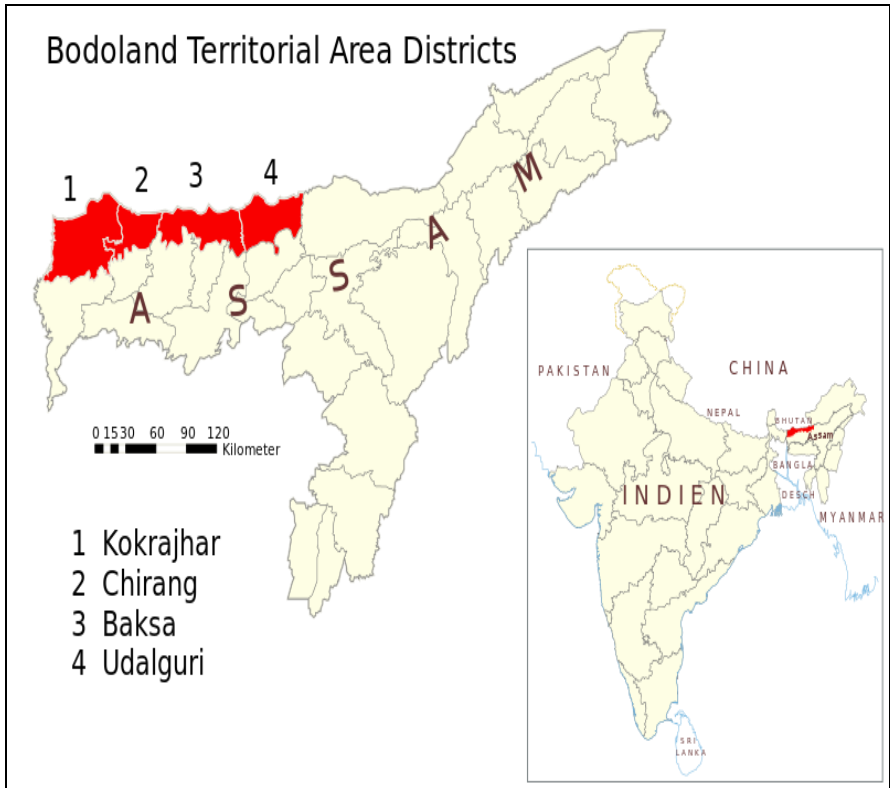 Bodoland Territorial Area Districts
1 2 3 4
A S S A M
0 15 30 60 90 120
Kilometer
1 Kokrajhar
2 Chirang
3 Baksa
4 Udalguri
PAKISTAN
CHINA
NEPAL
BHUTAN
Assam
BANGLA
DESCH
INDIEN
MYANMAR
SRI
LANKA